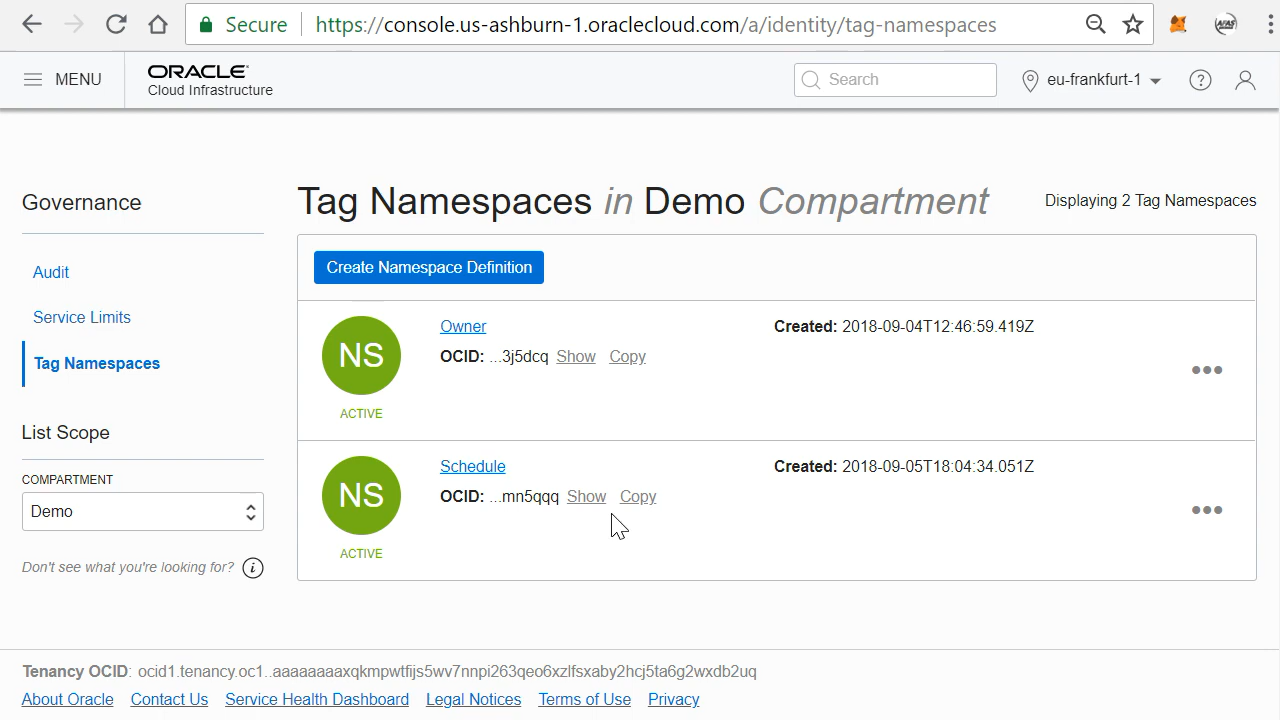 Secure https://console.us-ashburn-1.oraclecloud.com/a/identity/tag-namespaces
MENU
ORACLE
Cloud Infrastructure
Search
eu-frankfurt-1
Governance
Audit
Service Limits
Tag Namespaces
List Scope
COMPARTMENT
Demo
Don't see what you're looking for?
Tag Namespaces in Demo Compartment
Displaying 2 Tag Namespaces
Create Namespace Definition
NS
ACTIVE
Owner
OCID: ...3j5dcq Show Copy
Created: 2018-09-04T12:46:59.419Z
NS
ACTIVE
Schedule
OCID: ...mn5qqq Show Copy
Created: 2018-09-05T18:04:34.051Z
Tenancy OCID: ocid1.tenancy.oc1..aaaaaaaaxqkmpwtfijs5wv7nnpi263qeo6xzlfsxaby2hcj5ta6g2wxdb2uq
About Oracle Contact Us Service Health Dashboard Legal Notices Terms of Use Privacy